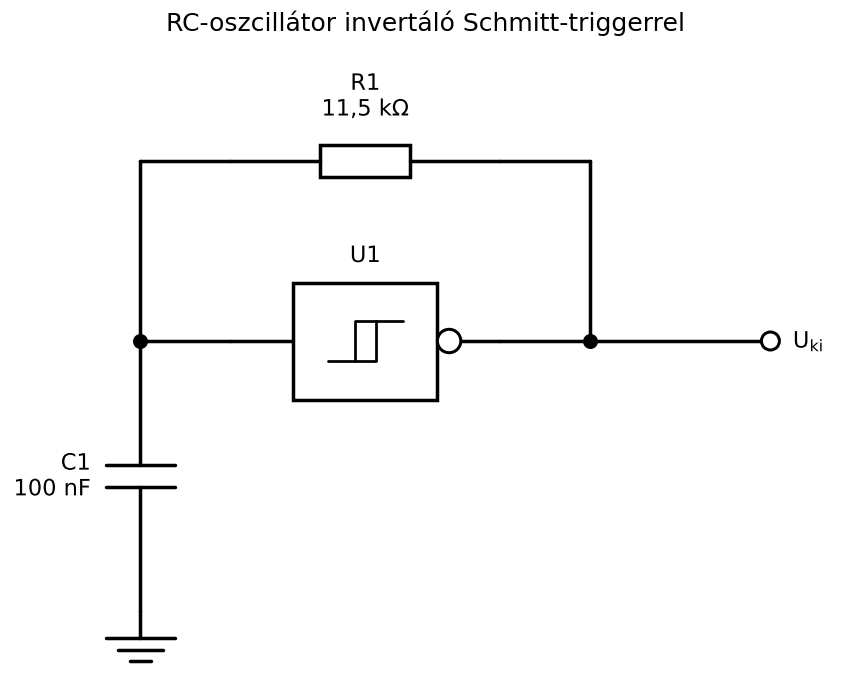 RC-oszcillátor invertáló Schmitt-triggerrel
R1
11,5 kΩ
U1
Uki
C1
100 nF